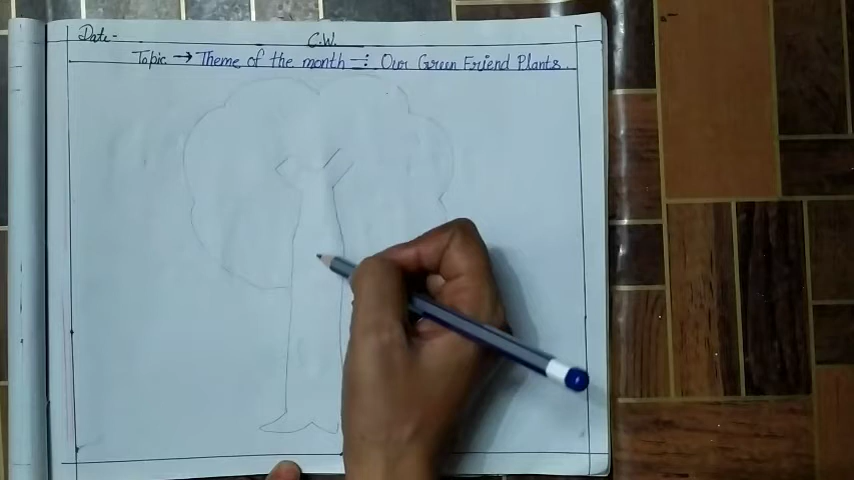 Date-
C.W.
Topic → Theme of the month :- Our Green Friend Plants.